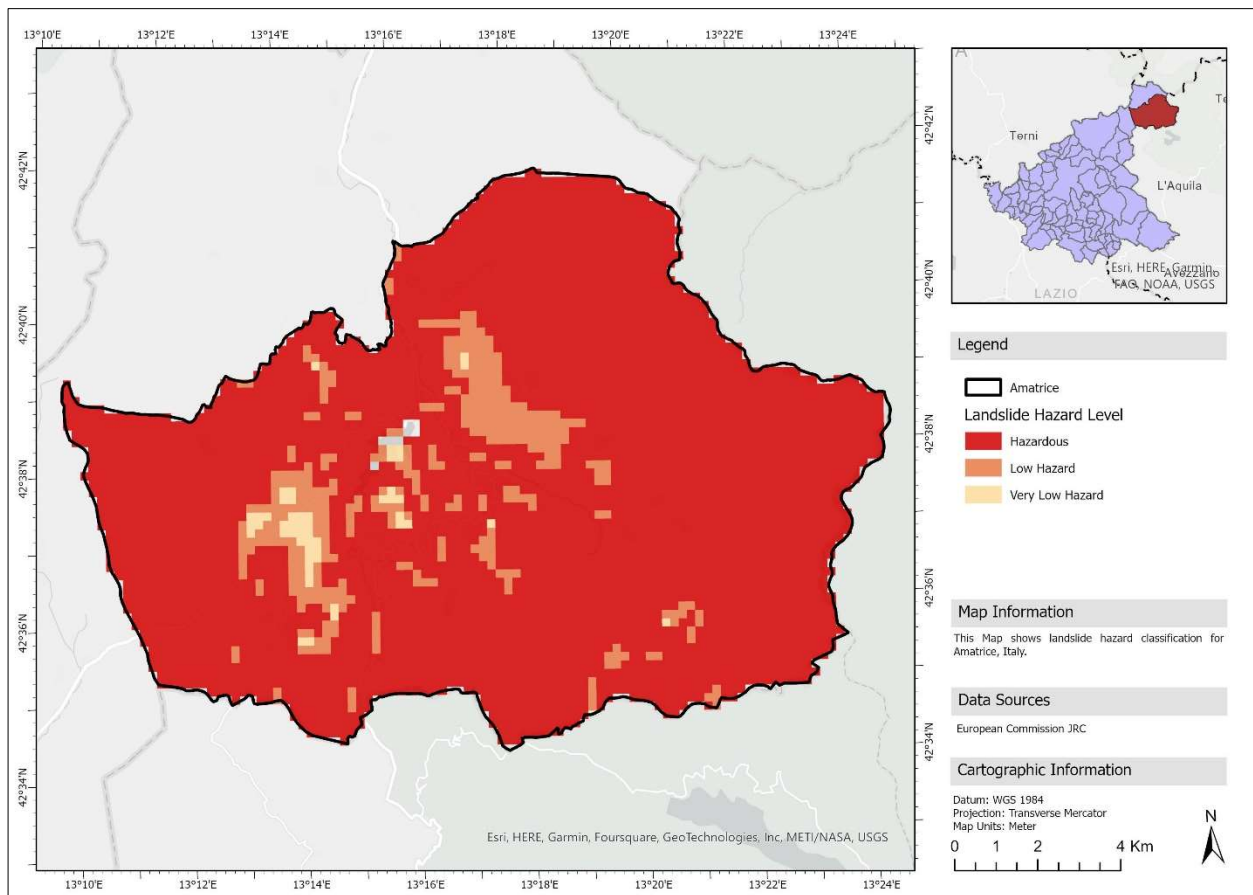 13°10'E 13°12'E 13°14'E 13°16'E 13°18'E 13°20'E 13°22'E 13°24'E
42°42'N
42°40'N
42°38'N
42°36'N
42°34'N
42°42'N
42°40'N
42°38'N
42°36'N
42°34'N
Esri, HERE, Garmin, Foursquare, GeoTechnologies, Inc, METI/NASA, USGS
13°10'E 13°12'E 13°14'E 13°16'E 13°18'E 13°20'E 13°22'E 13°24'E
A
Te
Terni
L'Aquila
Avezzano
LAZIO
Esri, HERE, Garmin,
FAO, NOAA, USGS
Legend
Amatrice
Landslide Hazard Level
Hazardous
Low Hazard
Very Low Hazard
Map Information
This Map shows landslide hazard classification for
Amatrice, Italy.
Data Sources
European Commission JRC
Cartographic Information
Datum: WGS 1984
Projection: Transverse Mercator
Map Units: Meter
N
0 1 2 4 Km